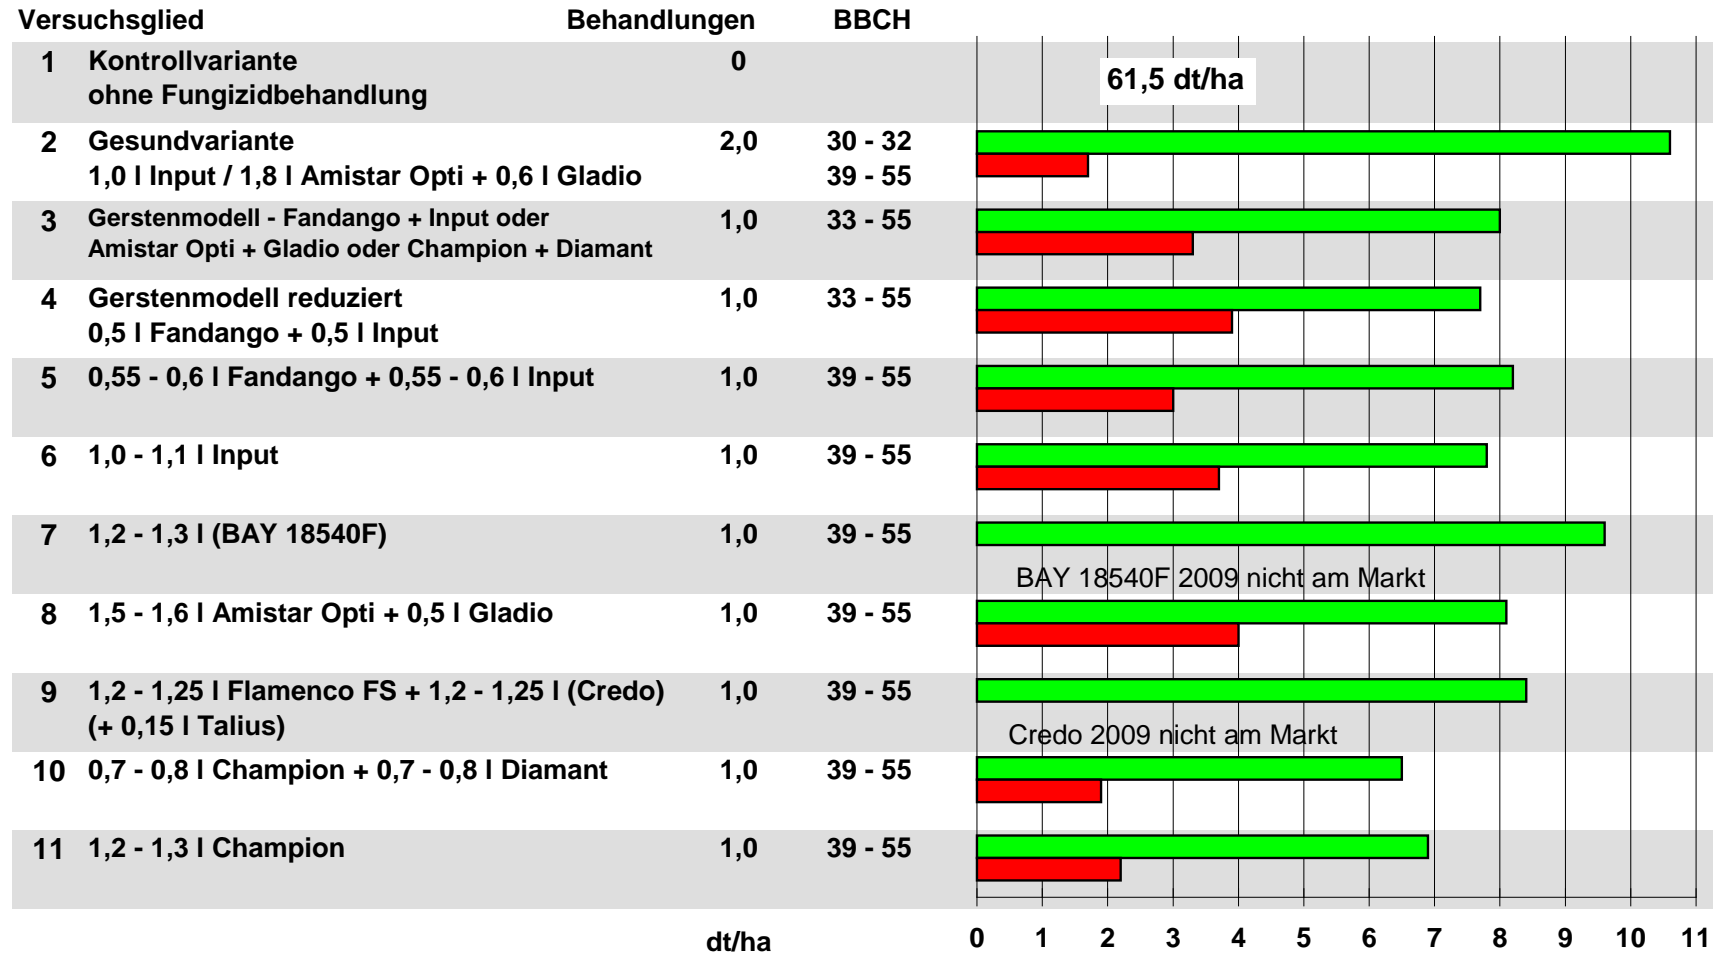 Versuchsglied Behandlungen BBCH
1 Kontrollvariante 0
ohne Fungizidbehandlung
61,5 dt/ha
2 Gesundvariante 2,0 30 - 32
1,0 l Input / 1,8 l Amistar Opti + 0,6 l Gladio 39 - 55
3 Gerstenmodell - Fandango + Input oder 1,0 33 - 55
Amistar Opti + Gladio oder Champion + Diamant
4 Gerstenmodell reduziert 1,0 33 - 55
0,5 l Fandango + 0,5 l Input
5 0,55 - 0,6 l Fandango + 0,55 - 0,6 l Input 1,0 39 - 55
6 1,0 - 1,1 l Input 1,0 39 - 55
7 1,2 - 1,3 l (BAY 18540F) 1,0 39 - 55
BAY 18540F 2009 nicht am Markt
8 1,5 - 1,6 l Amistar Opti + 0,5 l Gladio 1,0 39 - 55
9 1,2 - 1,25 l Flamenco FS + 1,2 - 1,25 l (Credo) 1,0 39 - 55
(+ 0,15 l Talius)
Credo 2009 nicht am Markt
10 0,7 - 0,8 l Champion + 0,7 - 0,8 l Diamant 1,0 39 - 55
11 1,2 - 1,3 l Champion 1,0 39 - 55
dt/ha 0 1 2 3 4 5 6 7 8 9 10 11